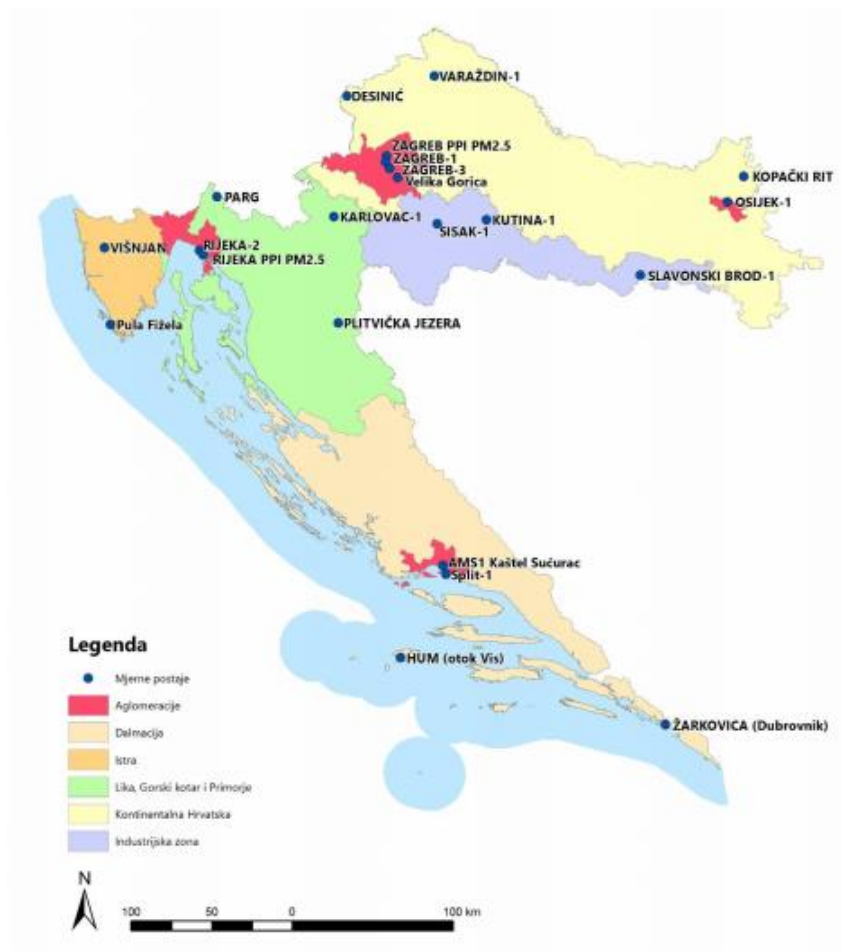 VARAŽDIN-1
DESINIĆ
ZAGREB PPI PM2.5
ZAGREB-1
ZAGREB-3
Velika Gorica
KOPAČKI RIT
PARG
OSIJEK-1
KARLOVAC-1
KUTINA-1
SISAK-1
VIŠNJAN
RIJEKA-2
RIJEKA PPI PM2.5
SLAVONSKI BROD-1
Pula Fižela
PLITVIČKA JEZERA
AMS1 Kaštel Sućurac
Split-1
HUM (otok Vis)
ŽARKOVICA (Dubrovnik)
Legenda
Mjerne postaje
Aglomeracije
Dalmacija
Istra
Lika, Gorski kotar i Primorje
Kontinentalna Hrvatska
Industrijska zona
N
100 50 0 100 km